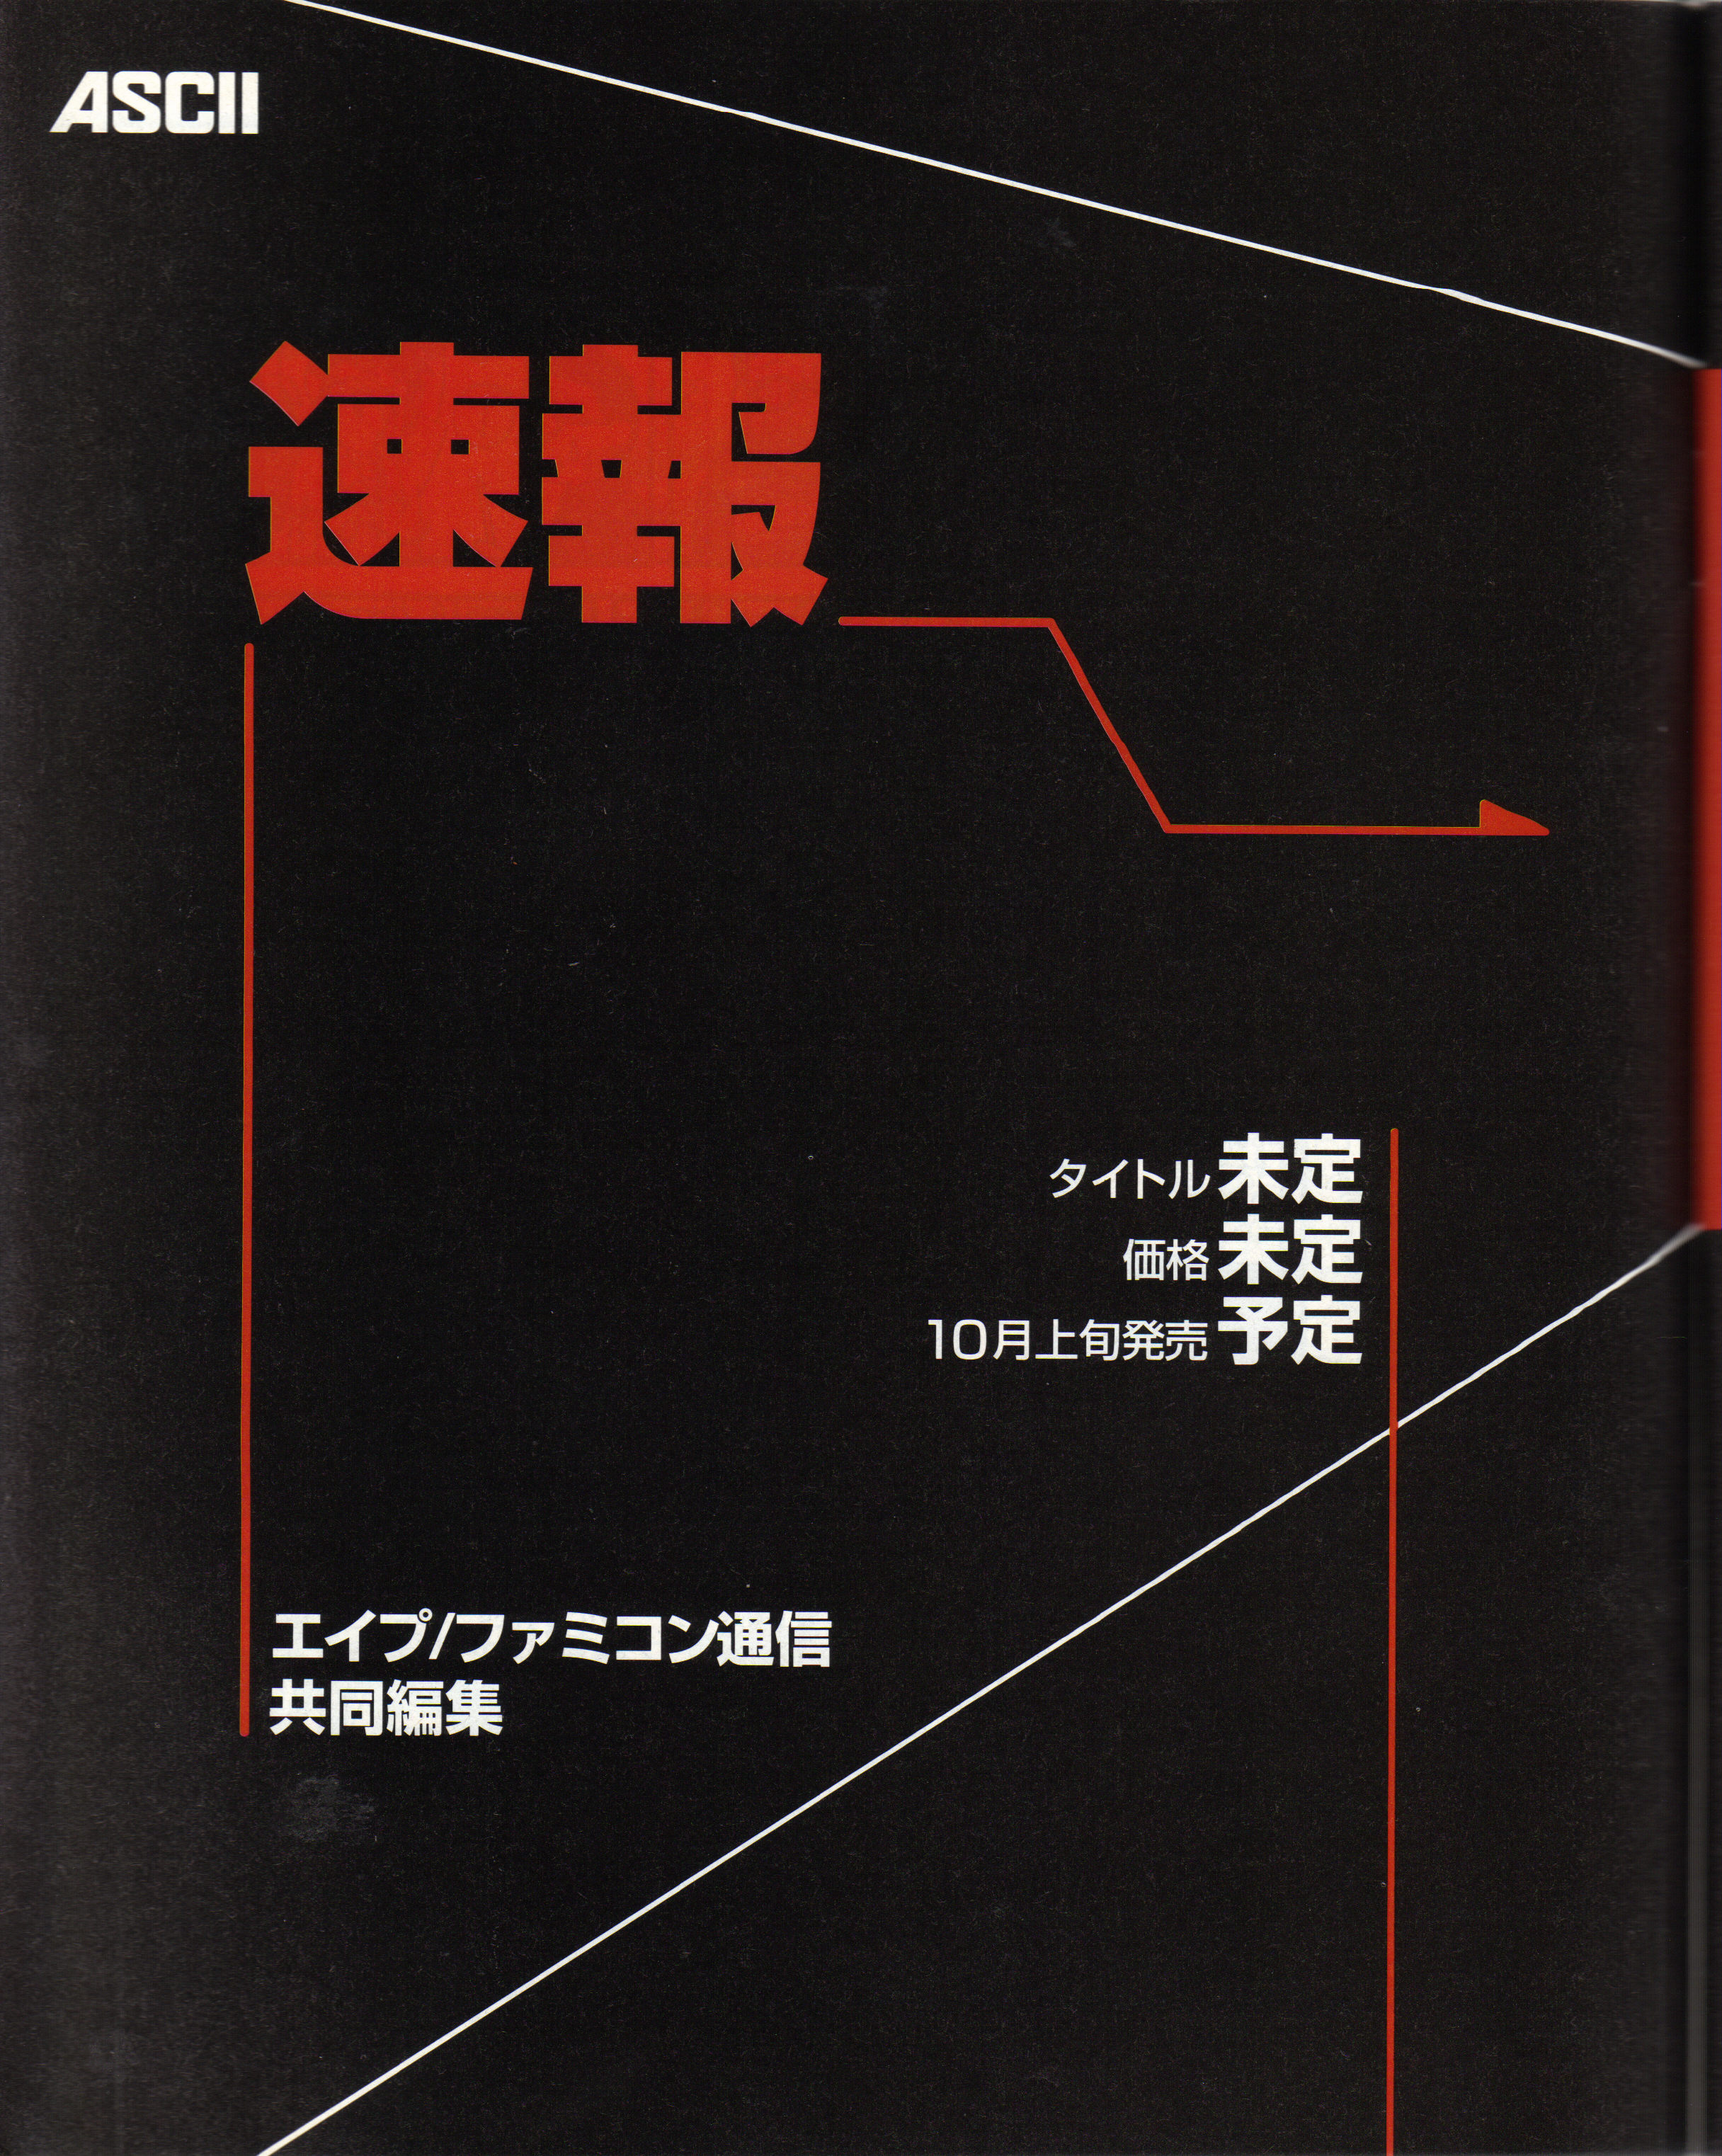 ASCII
速報
タイトル未定
価格未定
10月上旬発売予定
エイプ/ファミコン通信
共同編集